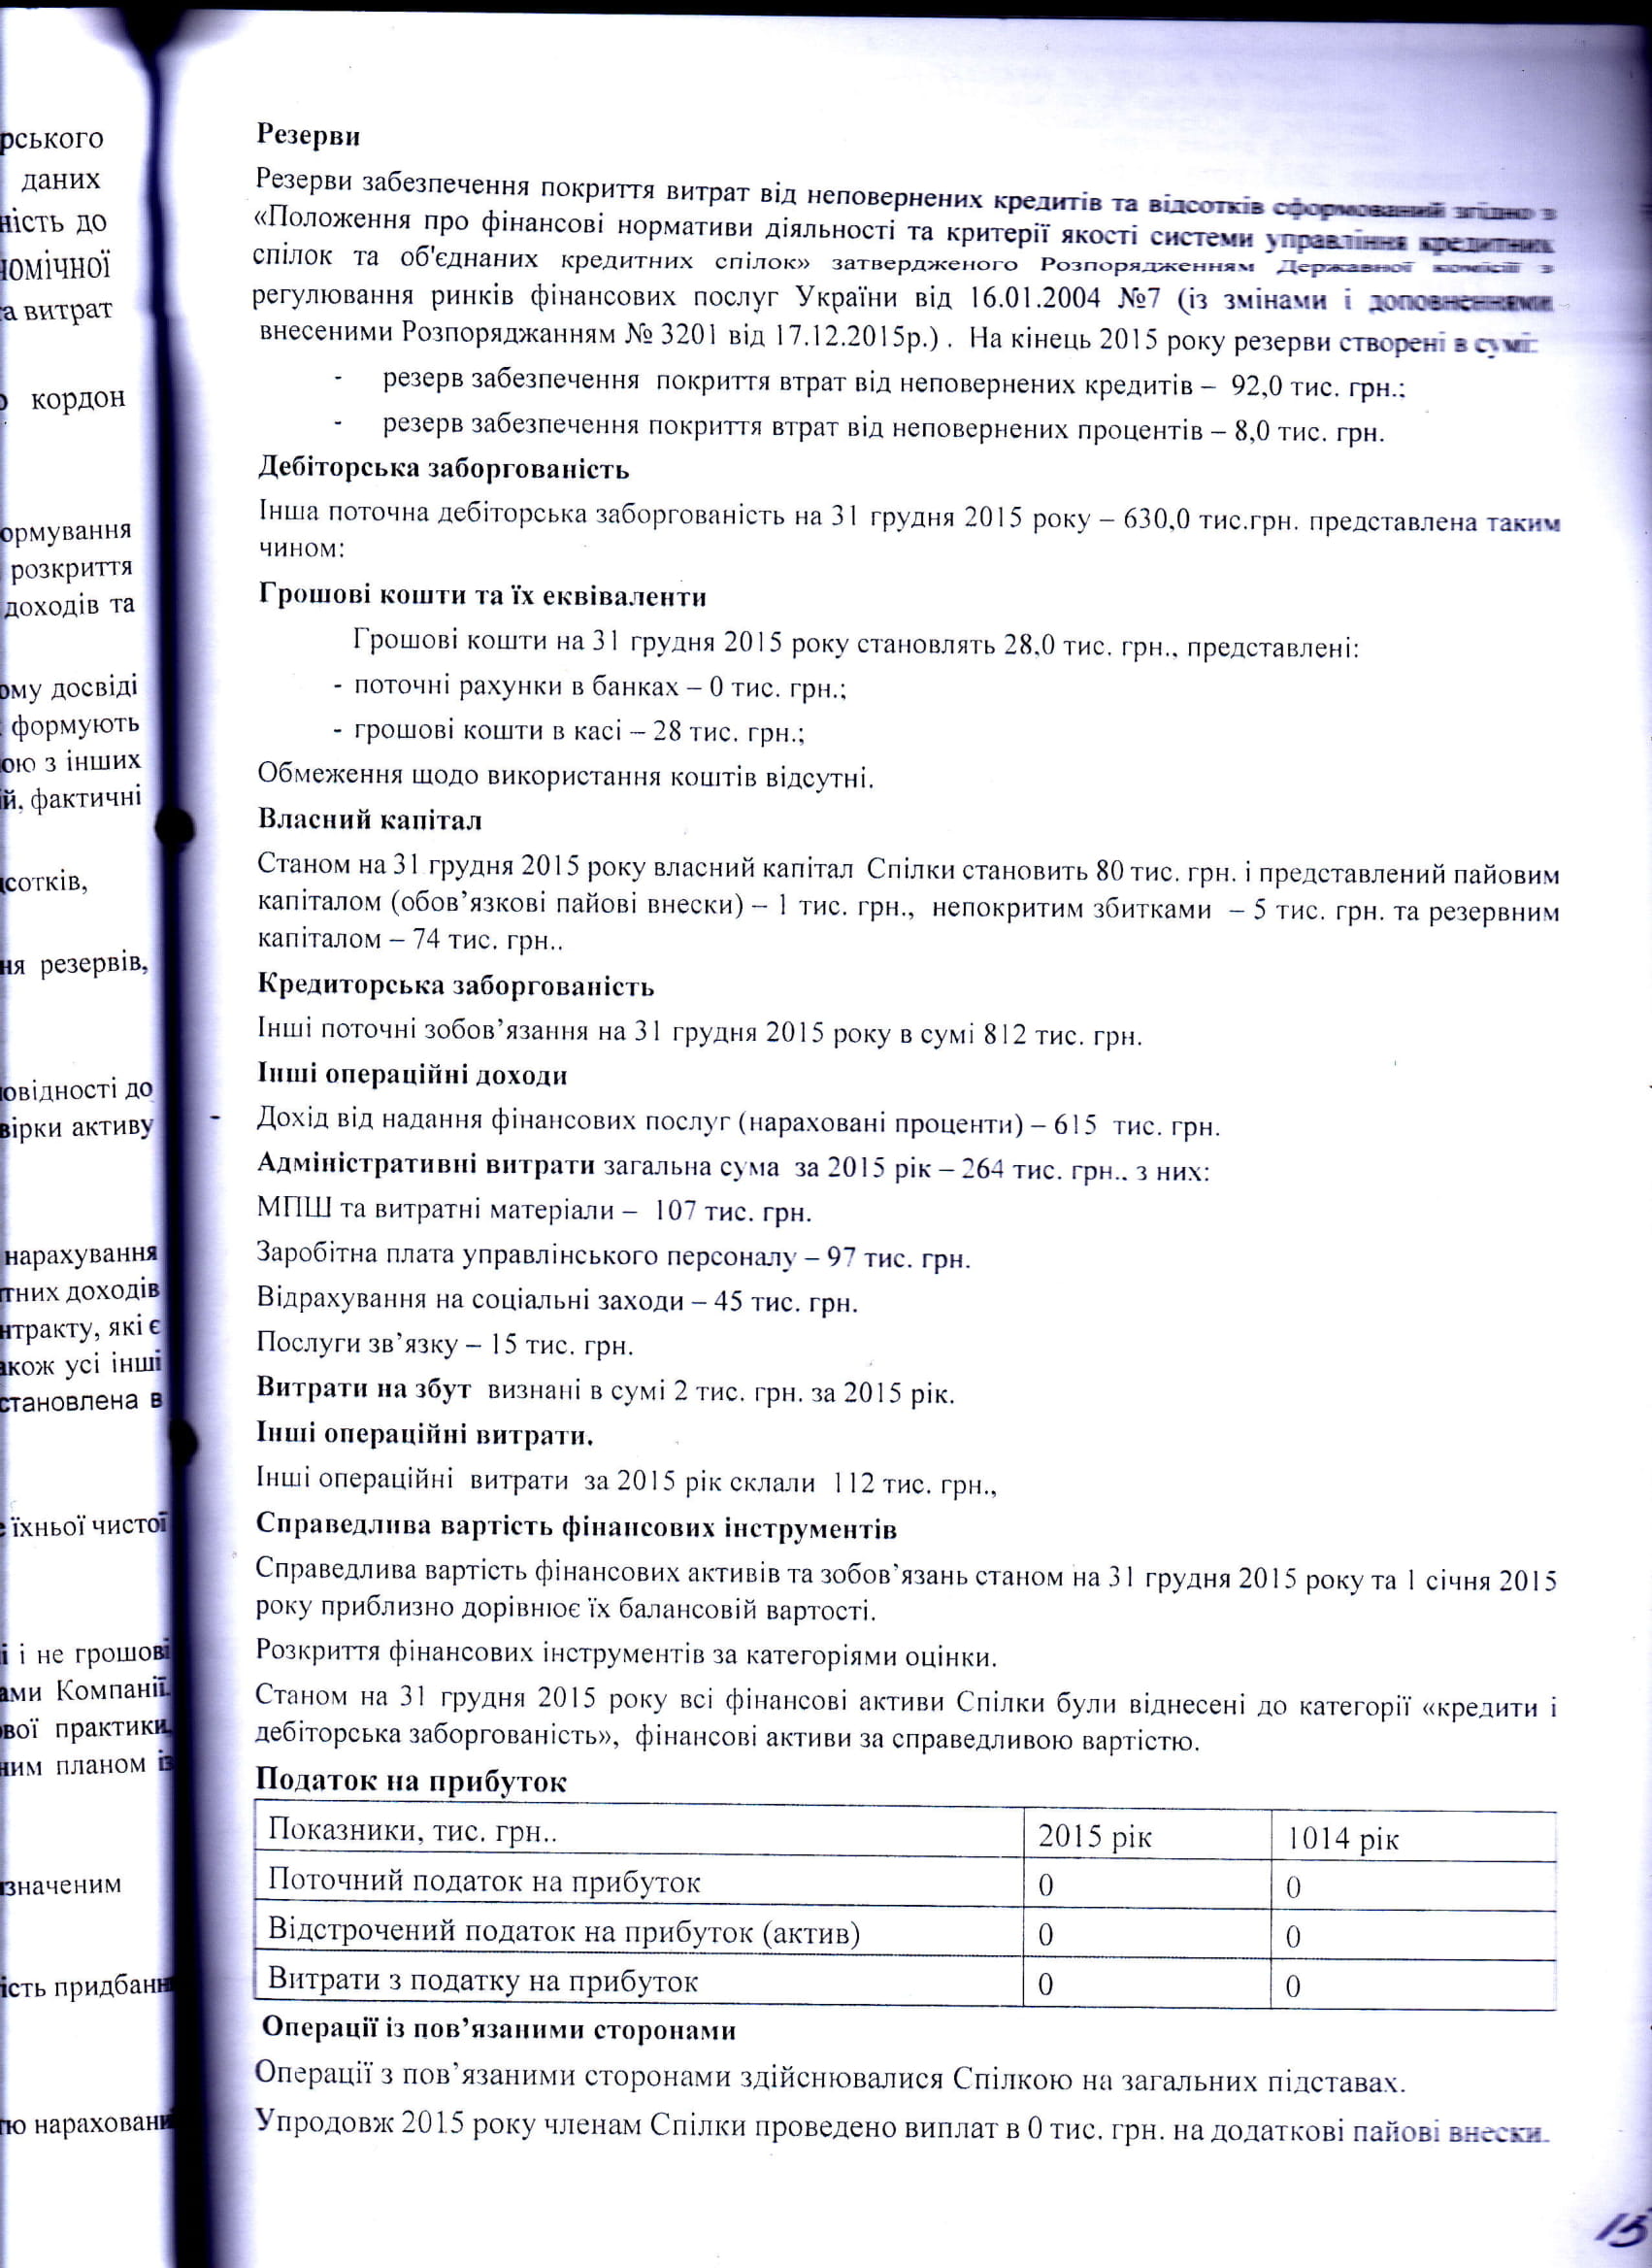 рського
даних
ність до
номічної
та витрат
кордон
ормування
розкриття
доходів та
ому досвіді
формують
ою з інших
ій, фактичні
дсотків,
ня резервів,
овідності до
вірки активу
нарахування
тних доходів
нтракту, які є
акож усі інші
становлена в
їхньої чистої
і і не грошові
ами Компанії.
вої практики,
ним планом із
значеним
ість придбанн
ю нараховани
Резерви
Резерви забезпечення покриття витрат від неповернених кредитів та відсотків сформований згідно з
«Положення про фінансові нормативи діяльності та критерії якості системи управління кредитних
спілок та об'єднаних кредитних спілок» затвердженого Розпорядженням Державної комісії з
регулювання ринків фінансових послуг України від 16.01.2004 №7 (із змінами і доповненнями
внесеними Розпоряджанням № 3201 від 17.12.2015р.) . На кінець 2015 року резерви створені в сумі:
- резерв забезпечення покриття втрат від неповернених кредитів – 92,0 тис. грн.;
- резерв забезпечення покриття втрат від неповернених процентів – 8,0 тис. грн.
Дебіторська заборгованість
Інша поточна дебіторська заборгованість на 31 грудня 2015 року – 630,0 тис.грн. представлена таким
чином:
Грошові кошти та їх еквіваленти
Грошові кошти на 31 грудня 2015 року становлять 28,0 тис. грн., представлені:
- поточні рахунки в банках – 0 тис. грн.;
- грошові кошти в касі – 28 тис. грн.;
Обмеження щодо використання коштів відсутні.
Власний капітал
Станом на 31 грудня 2015 року власний капітал Спілки становить 80 тис. грн. і представлений пайовим
капіталом (обов’язкові пайові внески) – 1 тис. грн., непокритим збитками – 5 тис. грн. та резервним
капіталом – 74 тис. грн..
Кредиторська заборгованість
Інші поточні зобов’язання на 31 грудня 2015 року в сумі 812 тис. грн.
Інші операційні доходи
- Дохід від надання фінансових послуг (нараховані проценти) – 615 тис. грн.
Адміністративні витрати загальна сума за 2015 рік – 264 тис. грн.. з них:
МПШ та витратні матеріали – 107 тис. грн.
Заробітна плата управлінського персоналу – 97 тис. грн.
Відрахування на соціальні заходи – 45 тис. грн.
Послуги зв’язку – 15 тис. грн.
Витрати на збут визнані в сумі 2 тис. грн. за 2015 рік.
Інші операційні витрати.
Інші операційні витрати за 2015 рік склали 112 тис. грн.,
Справедлива вартість фінансових інструментів
Справедлива вартість фінансових активів та зобов’язань станом на 31 грудня 2015 року та 1 січня 2015
року приблизно дорівнює їх балансовій вартості.
Розкриття фінансових інструментів за категоріями оцінки.
Станом на 31 грудня 2015 року всі фінансові активи Спілки були віднесені до категорії «кредити і
дебіторська заборгованість», фінансові активи за справедливою вартістю.
Податок на прибуток
Показники, тис. грн.. 2015 рік 1014 рік
Поточний податок на прибуток 0 0
Відстрочений податок на прибуток (актив) 0 0
Витрати з податку на прибуток 0 0
Операції із пов’язаними сторонами
Операції з пов’язаними сторонами здійснювалися Спілкою на загальних підставах.
Упродовж 2015 року членам Спілки проведено виплат в 0 тис. грн. на додаткові пайові внески.
13